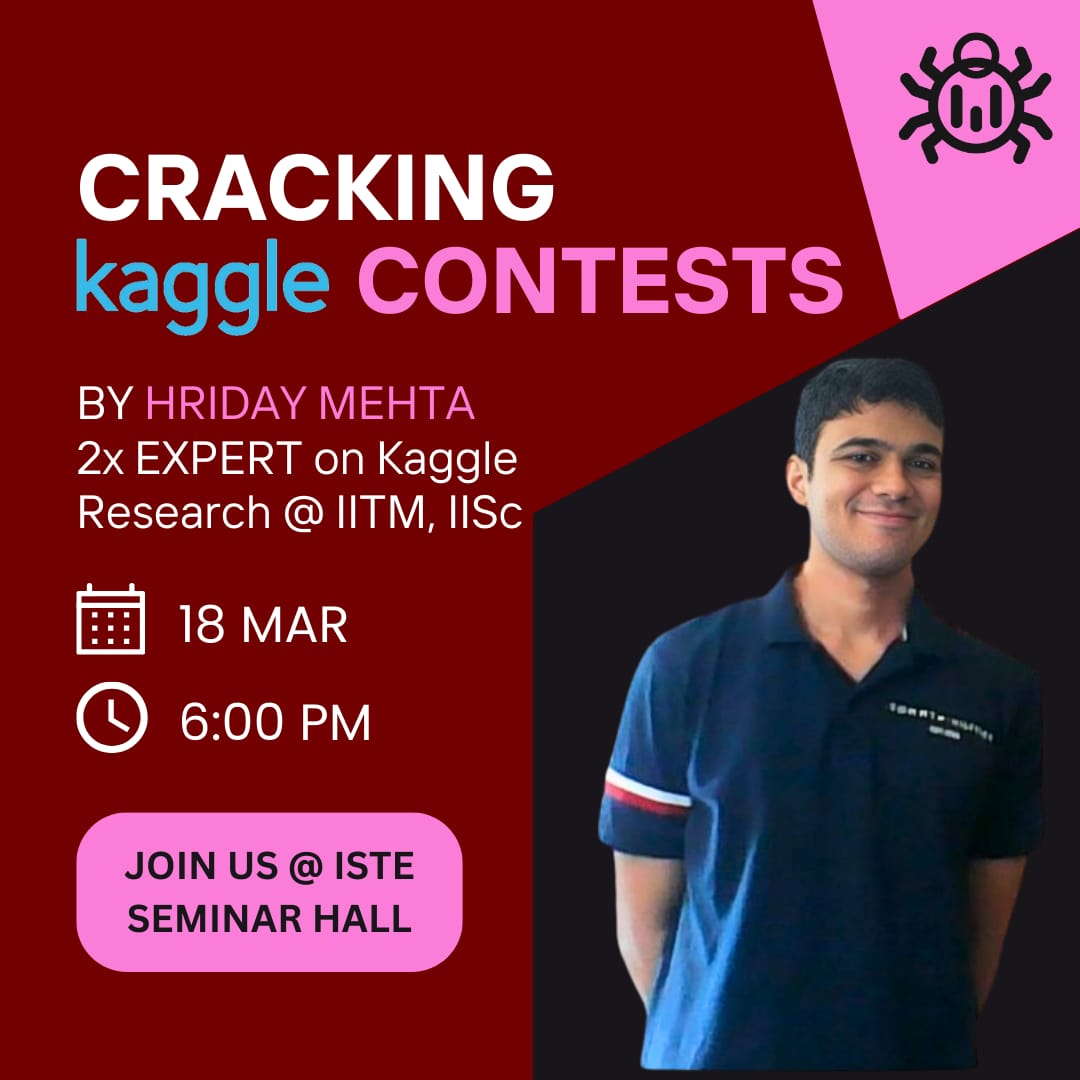 CRACKING
kaggle CONTESTS
BY HRIDAY MEHTA
2x EXPERT on Kaggle
Research @ IITM, IISc
18 MAR
6:00 PM
JOIN US @ ISTE
SEMINAR HALL